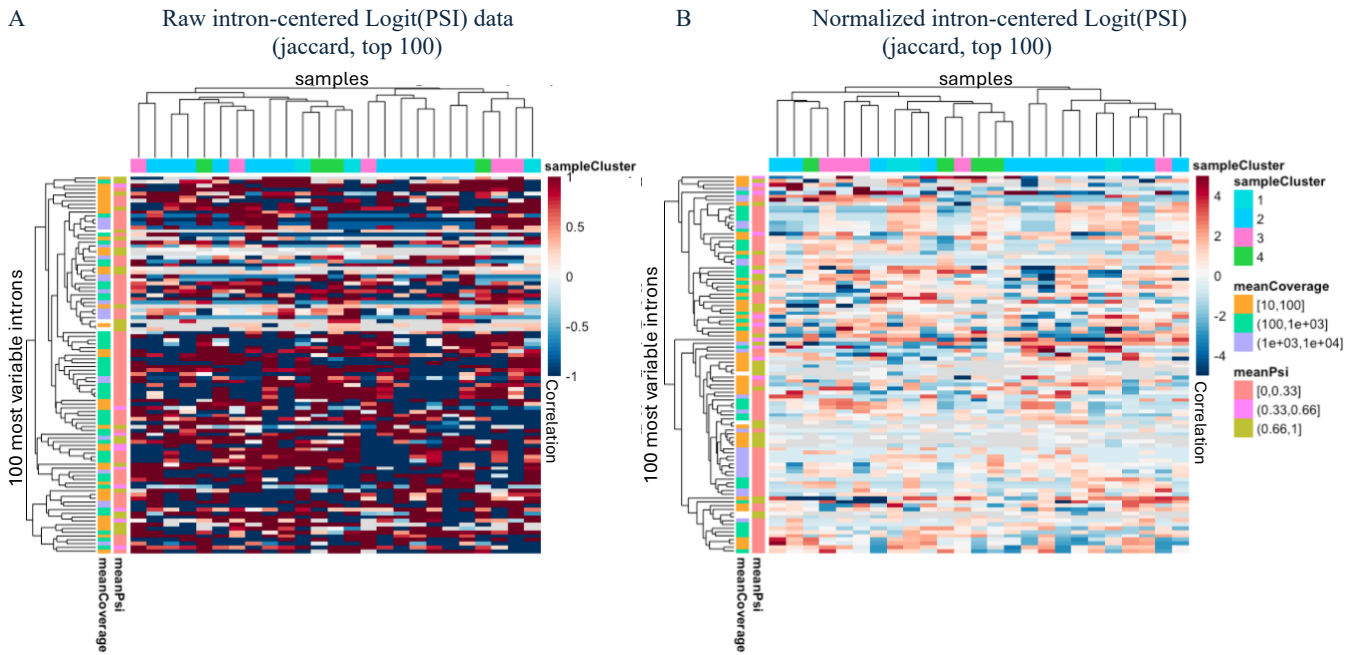 A
Raw intron-centered Logit(PSI) data
(jaccard, top 100)
samples
sampleCluster
1
0.5
0
-0.5
-1
Correlation
100 most variable introns
meanCoverage
meanPsi
B
Normalized intron-centered Logit(PSI)
(jaccard, top 100)
samples
sampleCluster
4
2
0
-2
-4
Correlation
100 most variable introns
meanCoverage
meanPsi
sampleCluster
1
2
3
4
meanCoverage
[10,100]
(100,1e+03]
(1e+03,1e+04]
meanPsi
[0,0.33]
(0.33,0.66]
(0.66,1]